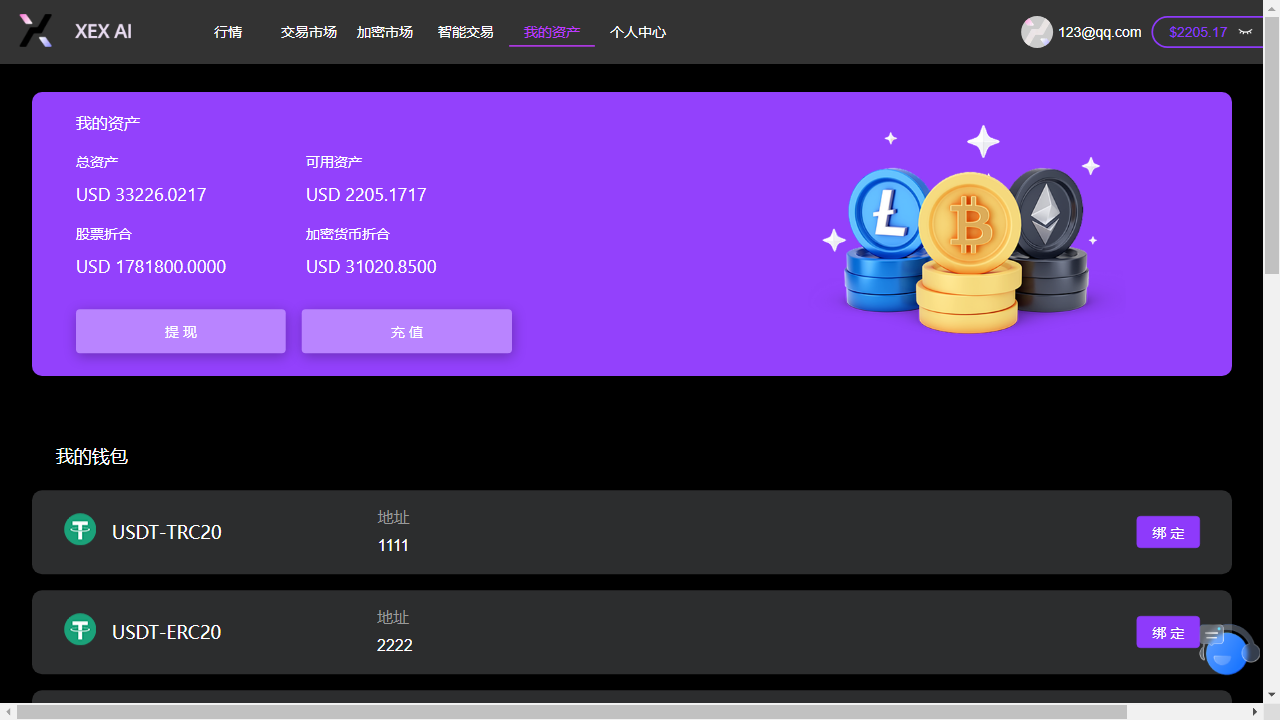 XEX AI 行情 交易市场 加密市场 智能交易 我的资产 个人中心 123@qq.com $2205.17
我的资产
总资产 可用资产
USD 33226.0217 USD 2205.1717
股票折合 加密货币折合
USD 1781800.0000 USD 31020.8500
提 现 充 值
我的钱包
USDT-TRC20 地址 1111 绑 定
USDT-ERC20 地址 2222 绑 定